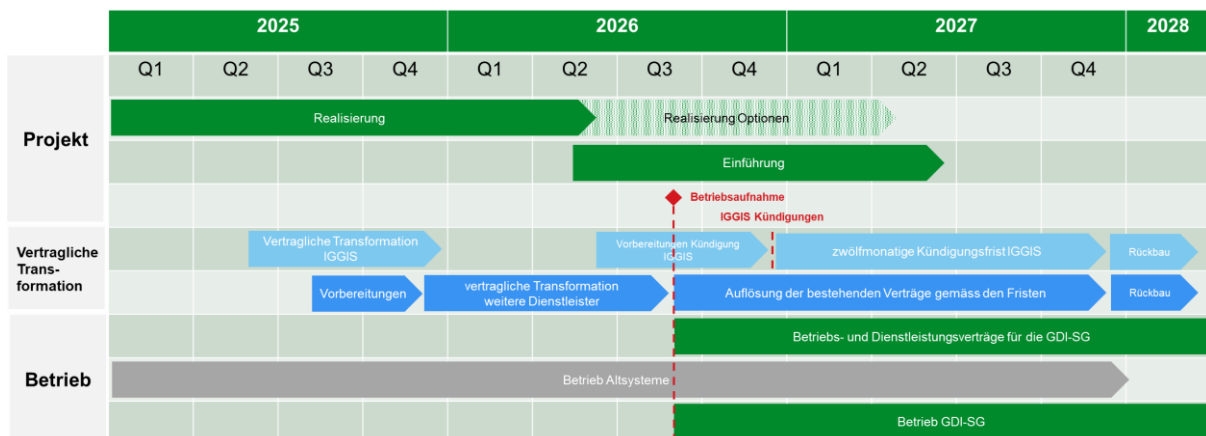 2025 2026 2027 2028
Q1 Q2 Q3 Q4 Q1 Q2 Q3 Q4 Q1 Q2 Q3 Q4
Projekt
Realisierung
Realisierung Optionen
Einführung
Betriebsaufnahme
IGGIS Kündigungen
Vertragliche
Trans-
formation
Vertragliche Transformation
IGGIS
Vorbereitungen Kündigung
IGGIS
zwölfmonatige Kündigungsfrist IGGIS
Rückbau
Vorbereitungen
vertragliche Transformation
weitere Dienstleister
Auflösung der bestehenden Verträge gemäss den Fristen
Rückbau
Betrieb
Betriebs- und Dienstleistungsverträge für die GDI-SG
Betrieb Altsysteme
Betrieb GDI-SG